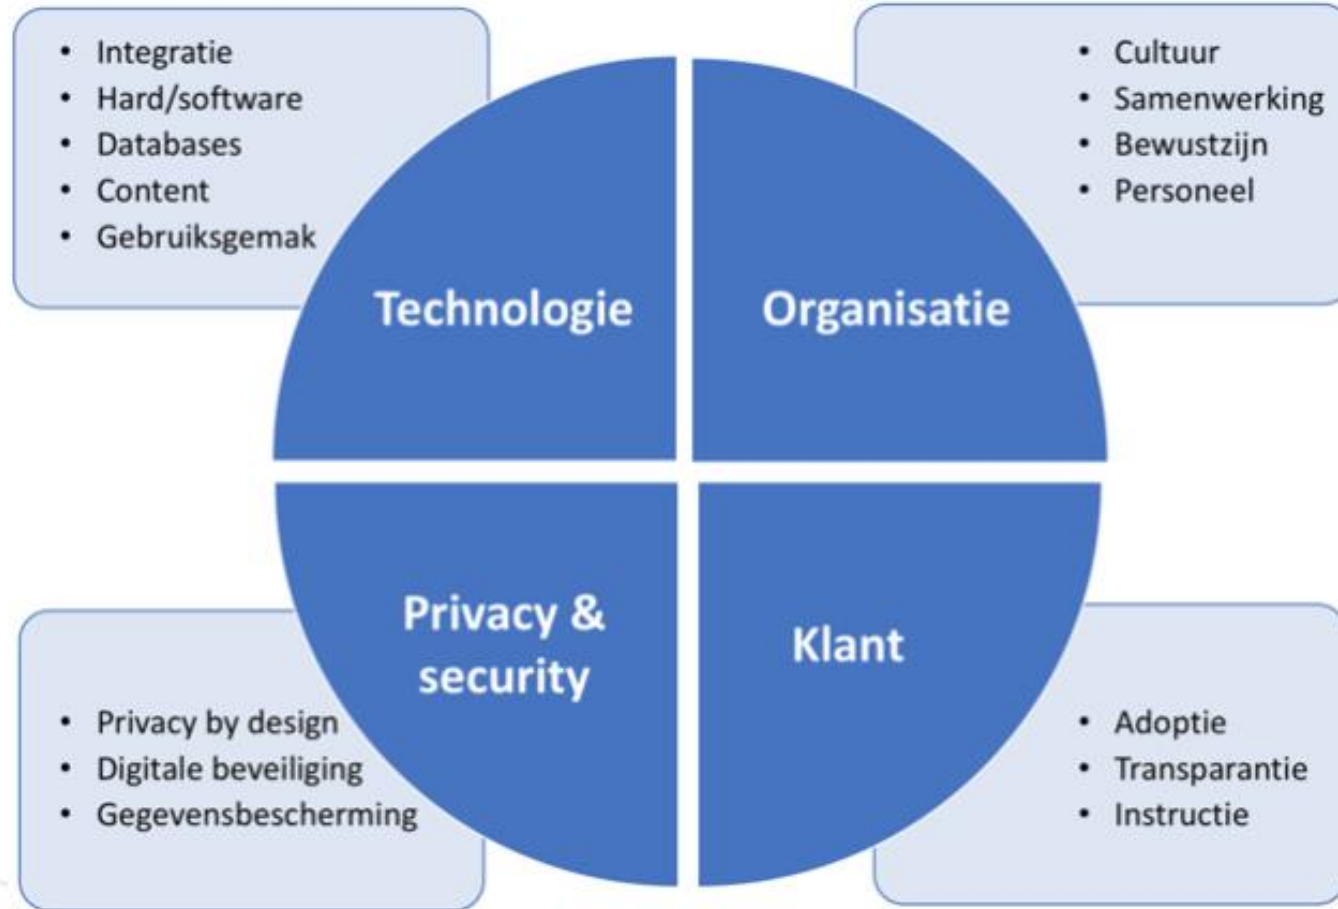 • Integratie
• Hard/software
• Databases
• Content
• Gebruiksgemak
• Cultuur
• Samenwerking
• Bewustzijn
• Personeel
Technologie
Organisatie
Privacy &
security
Klant
• Privacy by design
• Digitale beveiliging
• Gegevensbescherming
• Adoptie
• Transparantie
• Instructie